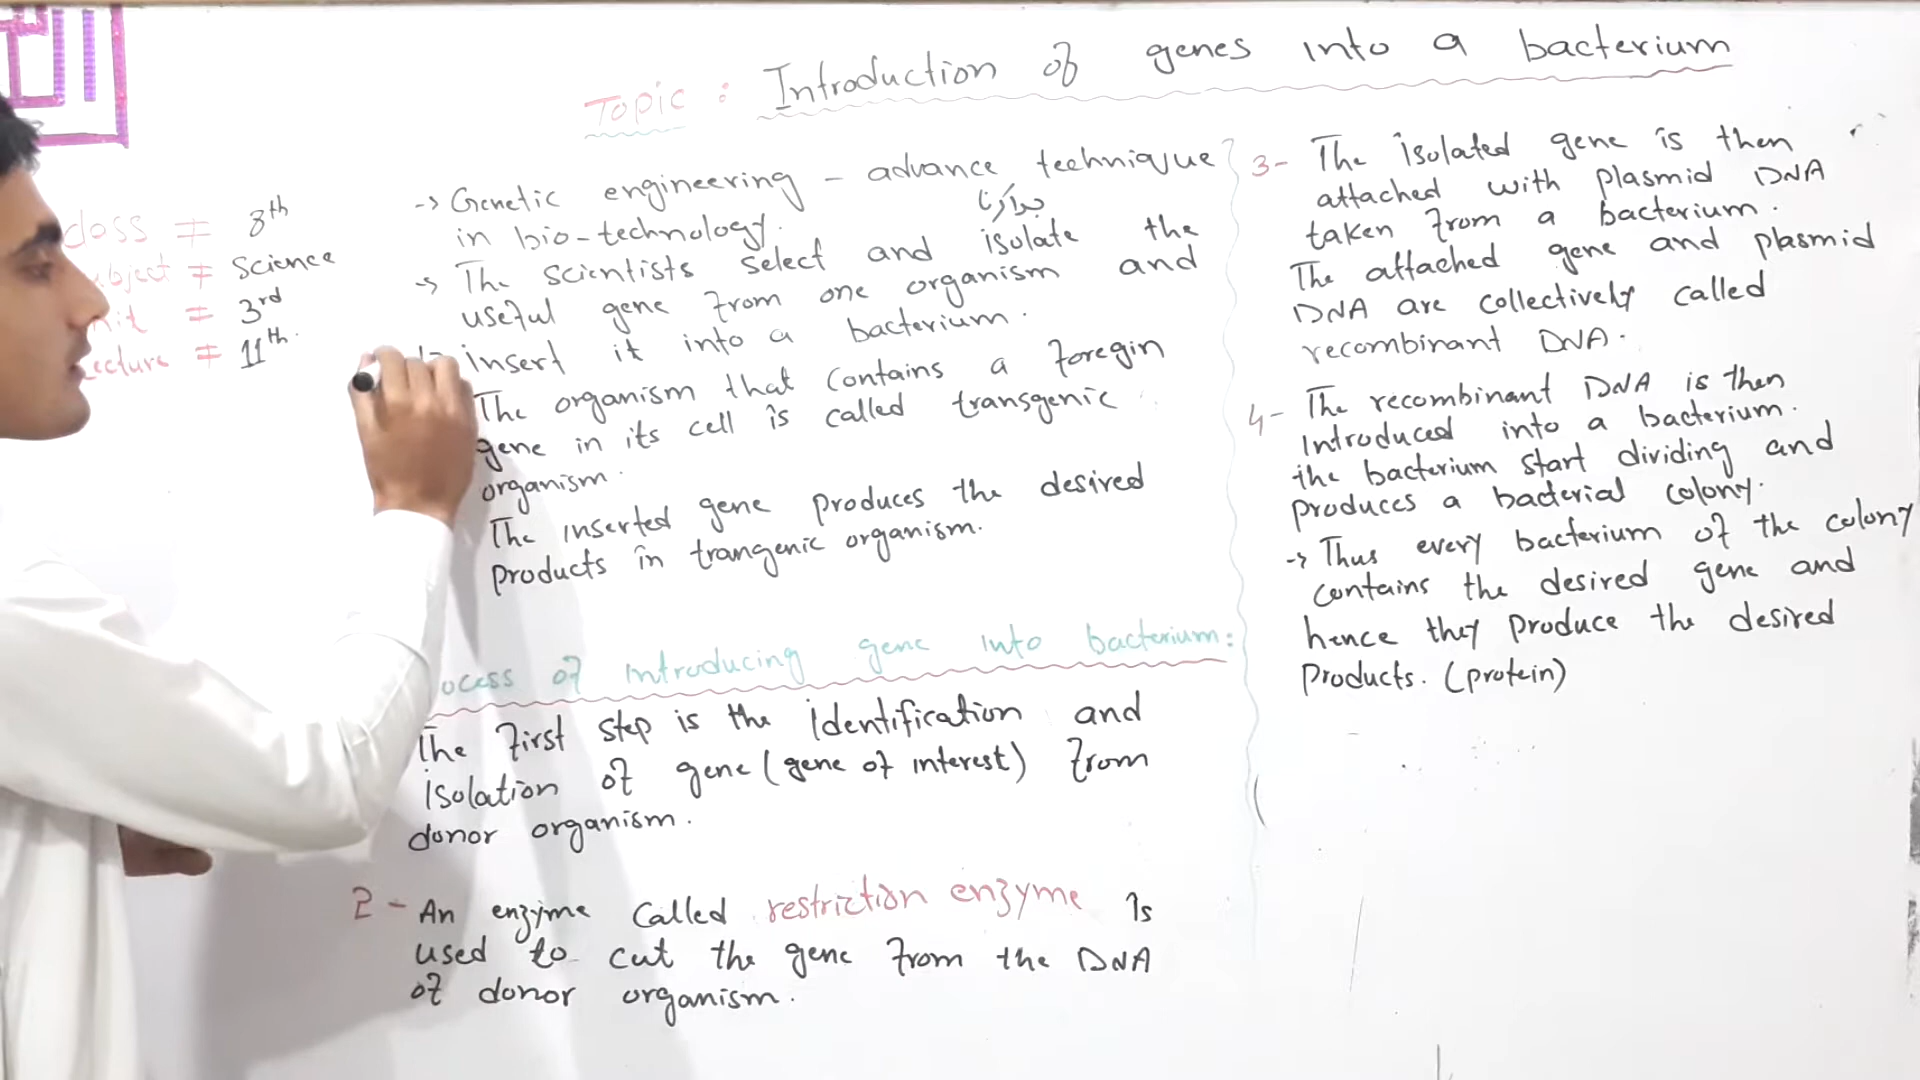 Topic : Introduction of genes into a bacterium
class = 8th
subject = Science
unit = 3rd
Lecture = 11th.
-> Genetic engineering - advance technique
in bio-technology.
جدا کرنا
-> The scientists select and isolate the
useful gene from one organism and
insert it into a bacterium.
The organism that contains a foregin
gene in its cell is called transgenic
organism.
The inserted gene produces the desired
products in trangenic organism.
ocess of introducing gene into bacterium:
The first step is the identification and
isolation of gene (gene of interest) from
donor organism.
2- An enzyme called restriction enzyme is
used to cut the gene from the DNA
of donor organism.
3- The isolated gene is then
attached with plasmid DNA
taken from a bacterium.
The attached gene and plasmid
DNA are collectively called
recombinant DNA.
4- The recombinant DNA is then
introduced into a bacterium.
the bacterium start dividing and
produces a bacterial colony.
-> Thus every bacterium of the colony
contains the desired gene and
hence they produce the desired
products. (protein)